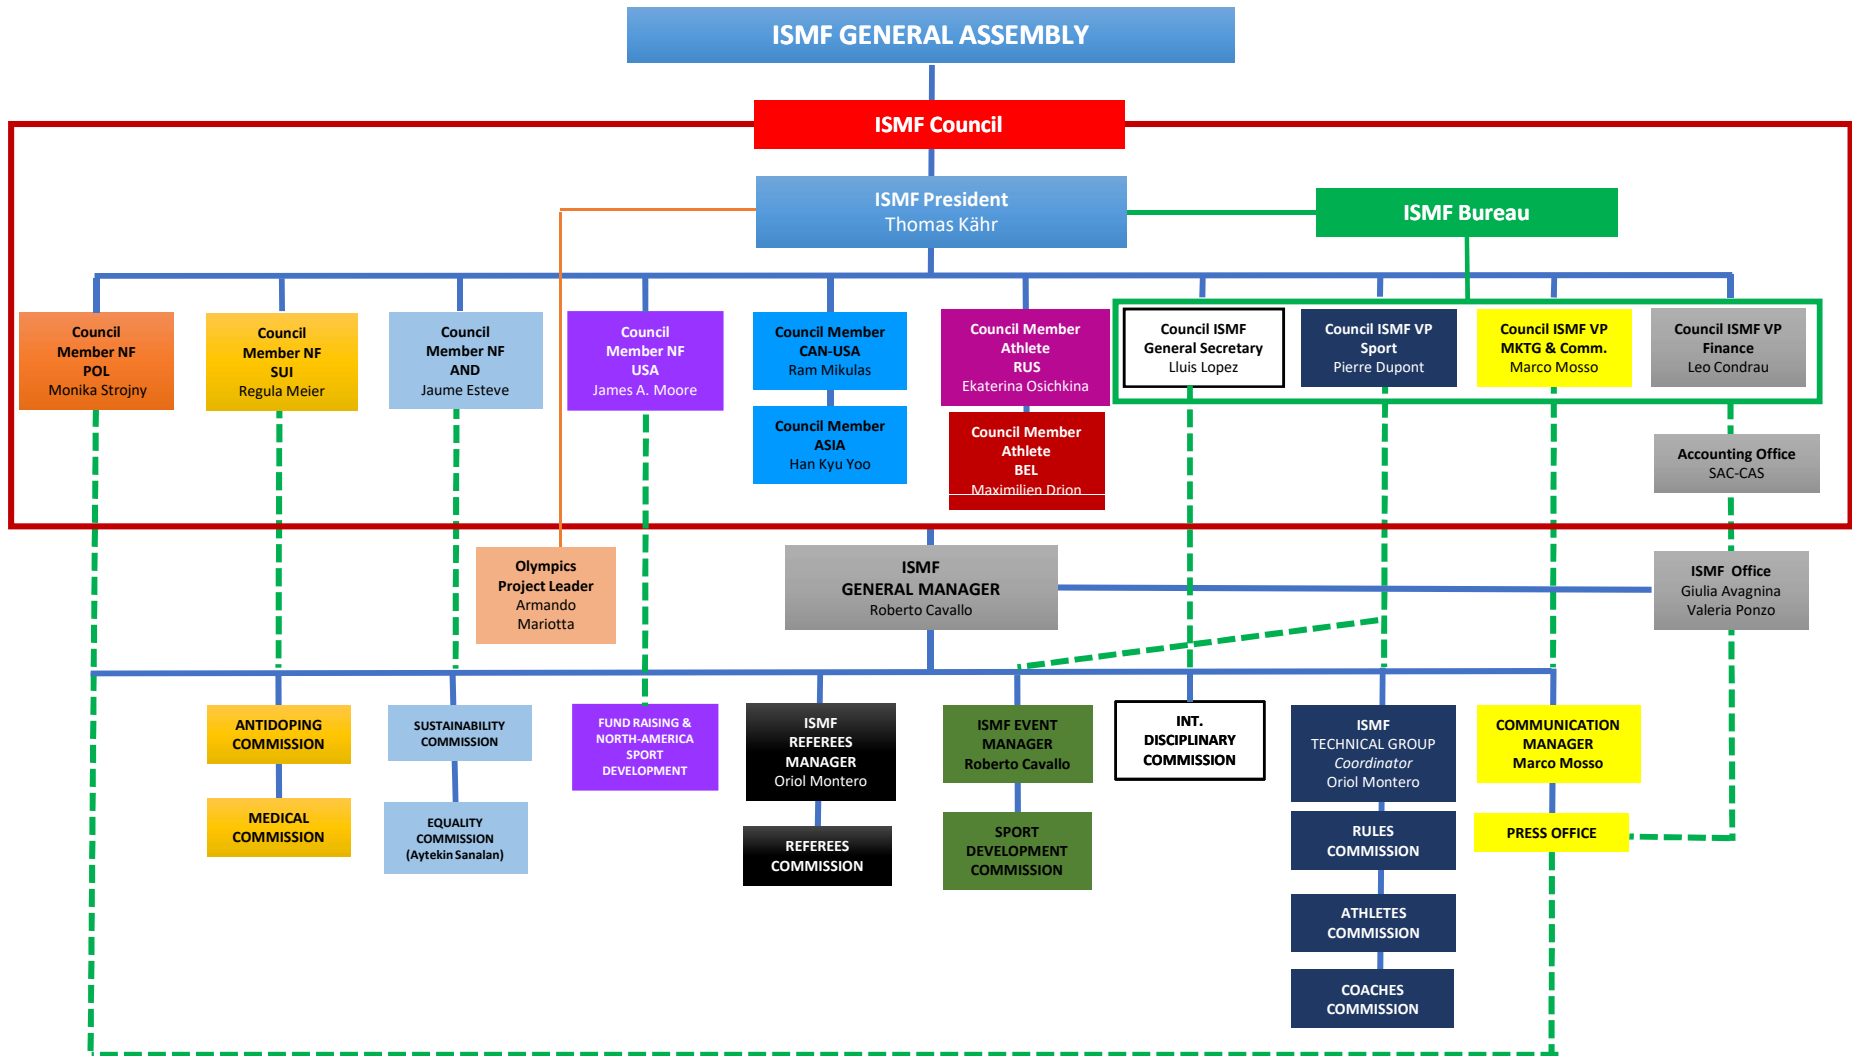 ISMF GENERAL ASSEMBLY
ISMF Council
ISMF President
Thomas Kähr
ISMF Bureau
Council
Member NF
POL
Monika Strojny
Council
Member NF
SUI
Regula Meier
Council
Member NF
AND
Jaume Esteve
Council
Member NF
USA
James A. Moore
Council Member
CAN-USA
Ram Mikulas
Council Member
Athlete
RUS
Ekaterina Osichkina
Council ISMF
General Secretary
Lluis Lopez
Council ISMF VP
Sport
Pierre Dupont
Council ISMF VP
MKTG & Comm.
Marco Mosso
Council ISMF VP
Finance
Leo Condrau
Council Member
ASIA
Han Kyu Yoo
Council Member
Athlete
BEL
Maximilien Drion
Accounting Office
SAC-CAS
Olympics
Project Leader
Armando
Mariotta
ISMF
GENERAL MANAGER
Roberto Cavallo
ISMF Office
Giulia Avagnina
Valeria Ponzo
ANTIDOPING
COMMISSION
SUSTAINABILITY
COMMISSION
FUND RAISING &
NORTH-AMERICA
SPORT
DEVELOPMENT
ISMF
REFEREES
MANAGER
Oriol Montero
ISMF EVENT
MANAGER
Roberto Cavallo
INT.
DISCIPLINARY
COMMISSION
ISMF
TECHNICAL GROUP
Coordinator
Oriol Montero
COMMUNICATION
MANAGER
Marco Mosso
MEDICAL
COMMISSION
EQUALITY
COMMISSION
(Aytekin Sanalan)
REFEREES
COMMISSION
SPORT
DEVELOPMENT
COMMISSION
RULES
COMMISSION
PRESS OFFICE
ATHLETES
COMMISSION
COACHES
COMMISSION